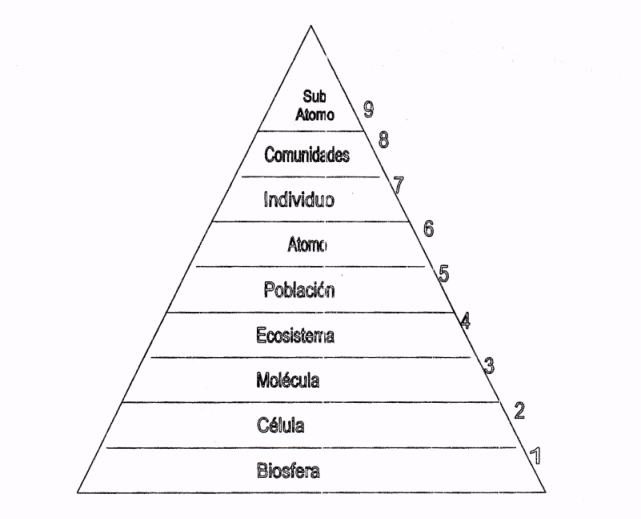 Sub
Atomo
9
8
Comunidades
7
Individuo
6
Atomo
5
Población
4
Ecosistema
3
Molécula
2
Célula
1
Biosfera